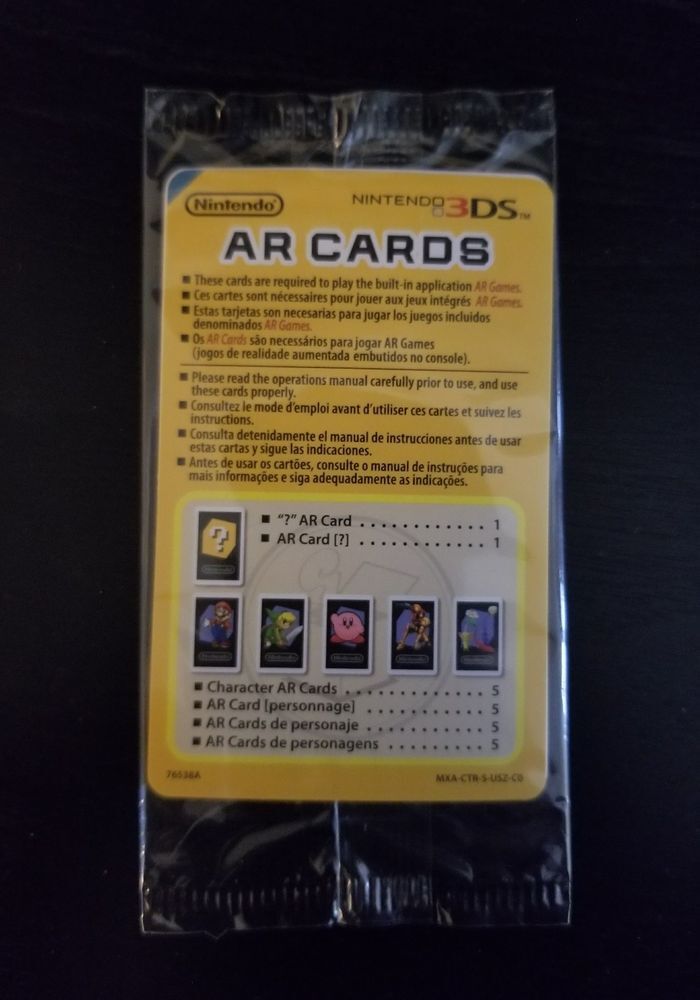 Nintendo
NINTENDO 3DS™
AR CARDS
■ These cards are required to play the built-in application AR Games.
■ Ces cartes sont nécessaires pour jouer aux jeux intégrés AR Games.
■ Estas tarjetas son necesarias para jugar los juegos incluidos
denominados AR Games.
■ Os AR Cards são necessários para jogar AR Games
(jogos de realidade aumentada embutidos no console).
■ Please read the operations manual carefully prior to use, and use
these cards properly.
■ Consultez le mode d'emploi avant d'utiliser ces cartes et suivez les
instructions.
■ Consulta detenidamente el manual de instrucciones antes de usar
estas cartas y sigue las indicaciones.
■ Antes de usar os cartões, consulte o manual de instruções para
mais informações e siga adequadamente as indicações.
?
Nintendo
■ "?" AR Card . . . . . . . . . . . . 1
■ AR Card [?] . . . . . . . . . . . . 1
Nintendo Nintendo Nintendo Nintendo Nintendo
■ Character AR Cards . . . . . . . . . . . . 5
■ AR Card [personnage] . . . . . . . . . . 5
■ AR Cards de personaje . . . . . . . . . . 5
■ AR Cards de personagens . . . . . . . . 5
76538A
MXA-CTR-S-USZ-C0